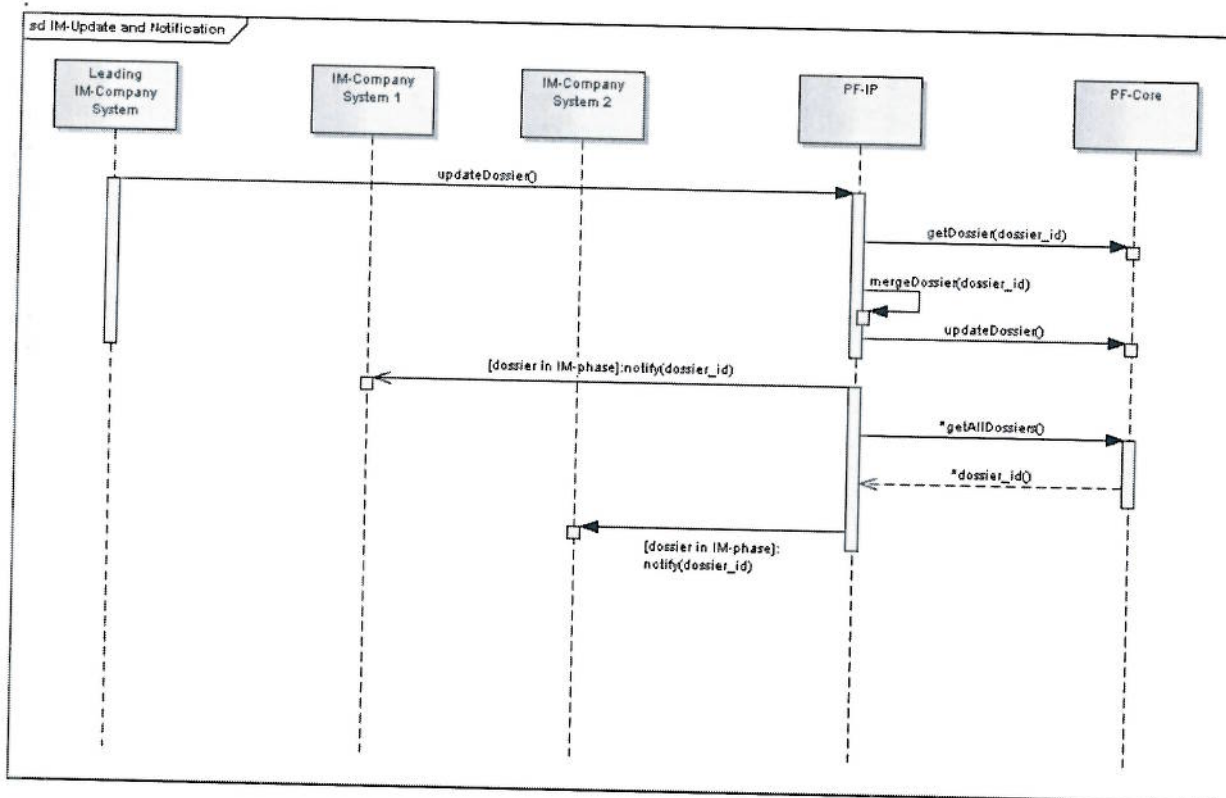 sd IM-Update and Notification
Leading
IM-Company
System
IM-Company
System 1
IM-Company
System 2
PF-IP
PF-Core
updateDossier()
getDossier(dossier_id)
mergeDossier(dossier_id)
updateDossier()
[dossier in IM-phase]:notify(dossier_id)
*getAllDossiers()
*dossier_id()
[dossier in IM-phase]:
notify(dossier_id)